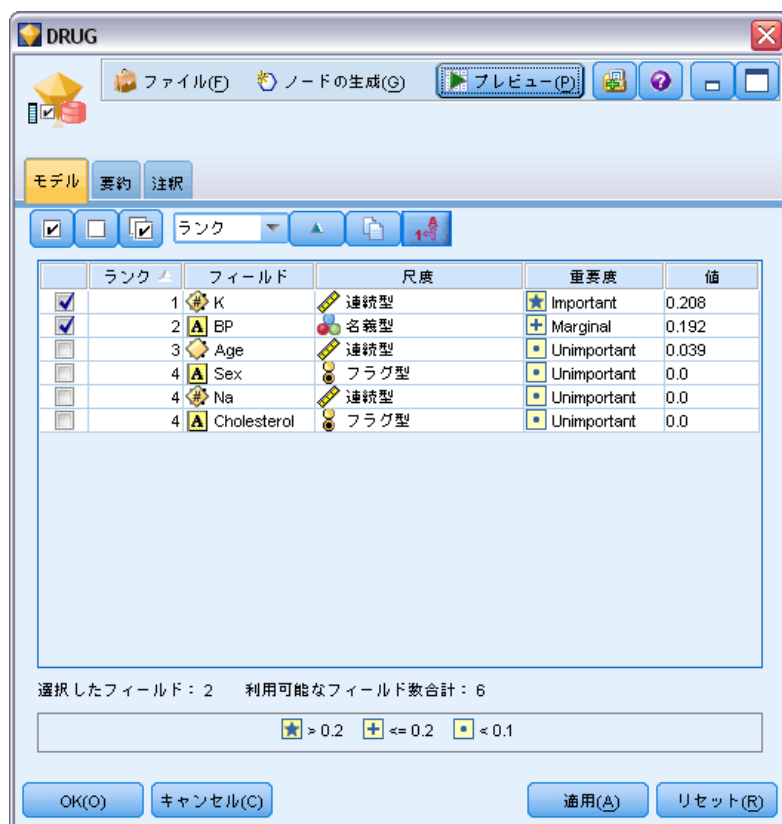 DRUG
ファイル(F) ノードの生成(G) プレビュー(P)
モデル 要約 注釈
ランク
ランク フィールド 尺度 重要度 値
1 K 連続型 Important 0.208
2 BP 名義型 Marginal 0.192
3 Age 連続型 Unimportant 0.039
4 Sex フラグ型 Unimportant 0.0
4 Na 連続型 Unimportant 0.0
4 Cholesterol フラグ型 Unimportant 0.0
選択したフィールド： 2 利用可能なフィールド数合計： 6
> 0.2 <= 0.2 < 0.1
OK(O) キャンセル(C) 適用(A) リセット(R)